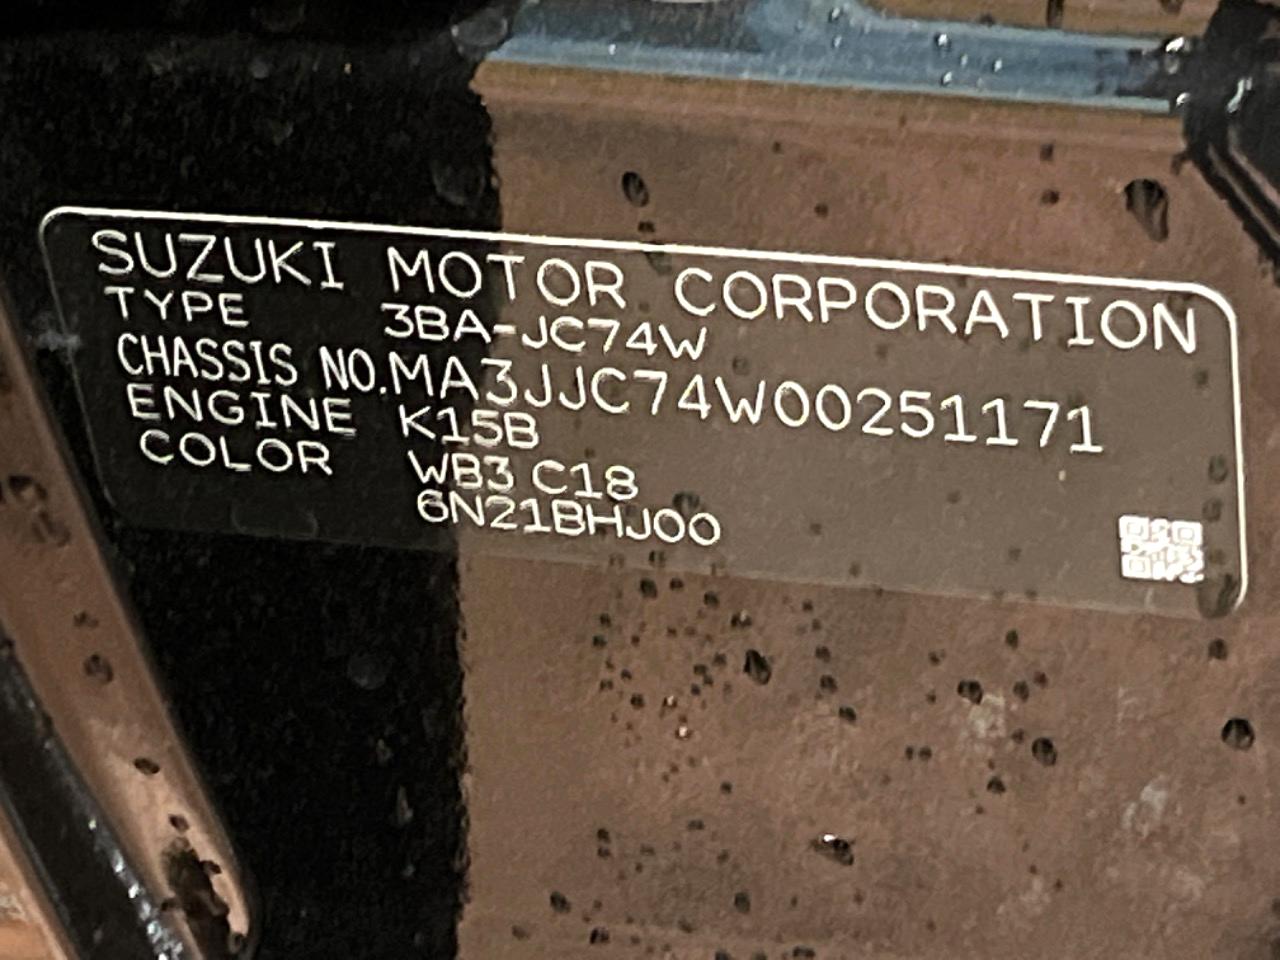 SUZUKI MOTOR CORPORATION
TYPE 3BA-JC74W
CHASSIS NO.MA3JJC74W00251171
ENGINE K15B
COLOR WB3 C18
6N21BHJ00